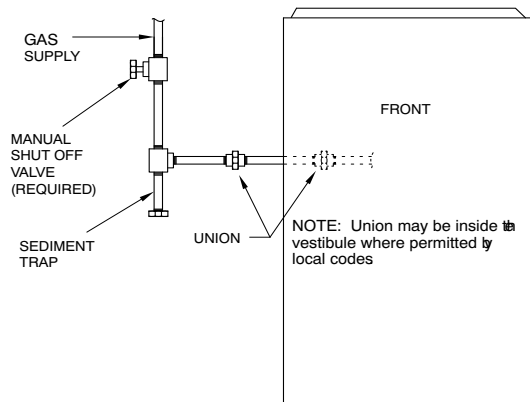 GAS
SUPPLY
FRONT
MANUAL
SHUT OFF
VALVE
(REQUIRED)
SEDIMENT
TRAP
UNION
NOTE: Union may be inside the
vestibule where permitted by
local codes